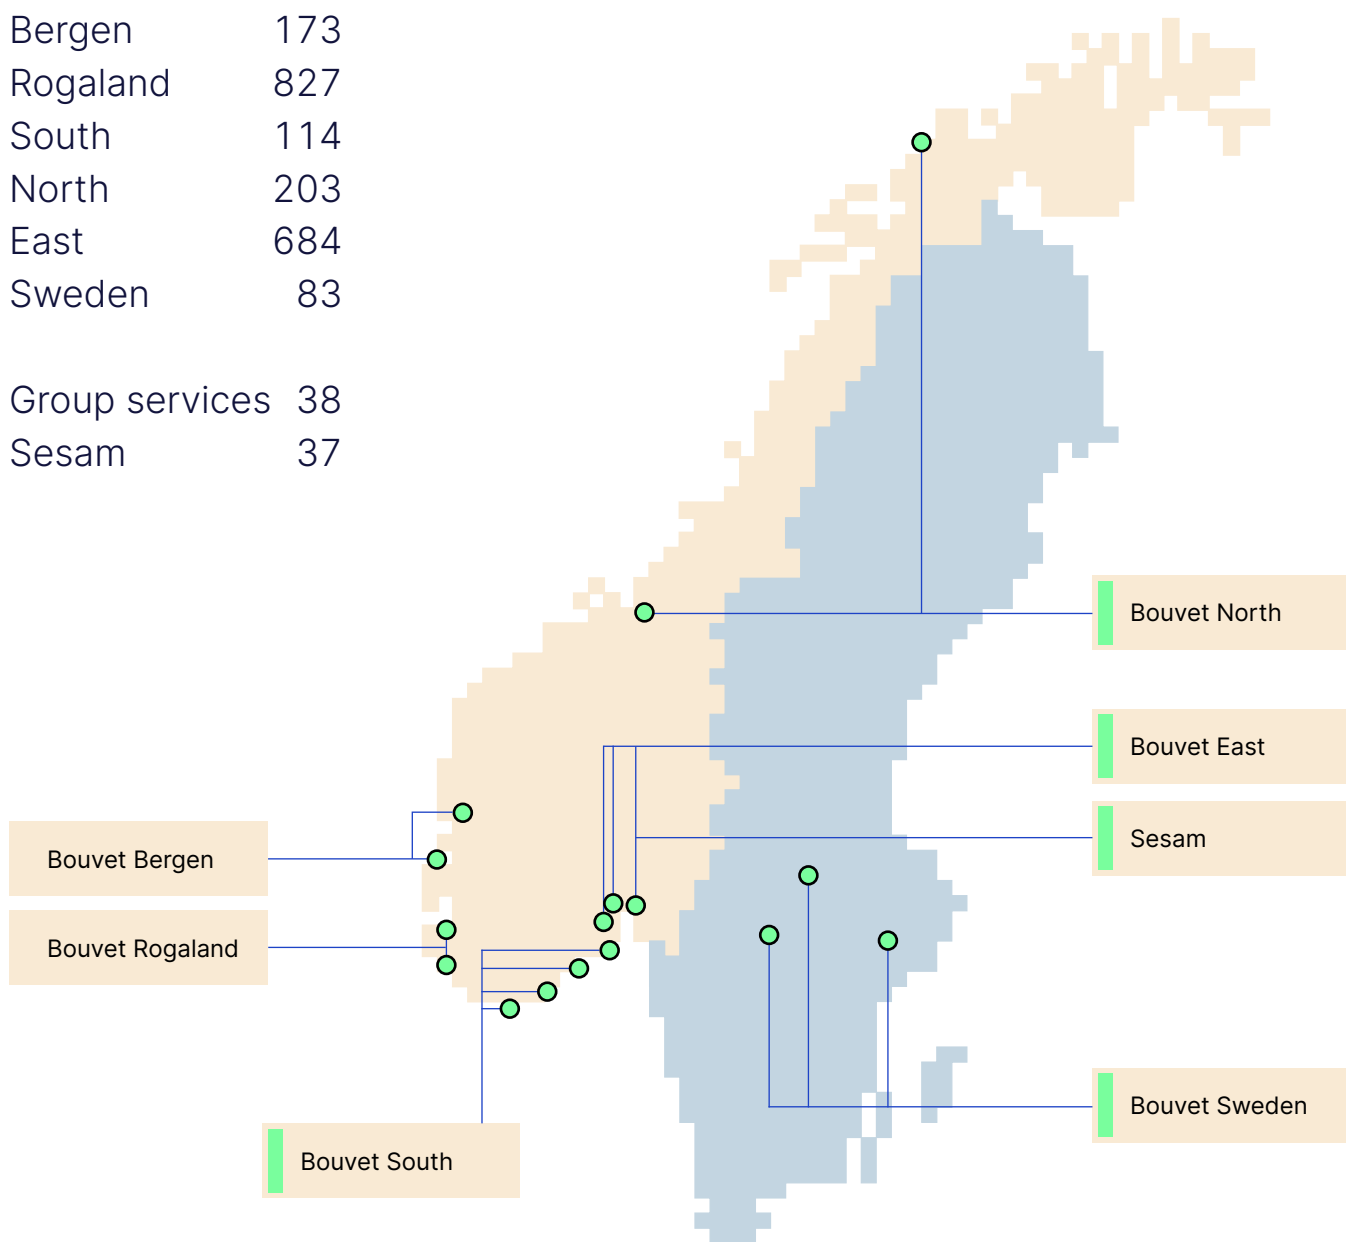 Bergen 173
Rogaland 827
South 114
North 203
East 684
Sweden 83
Group services 38
Sesam 37
Bouvet North
Bouvet East
Sesam
Bouvet Bergen
Bouvet Rogaland
Bouvet Sweden
Bouvet South